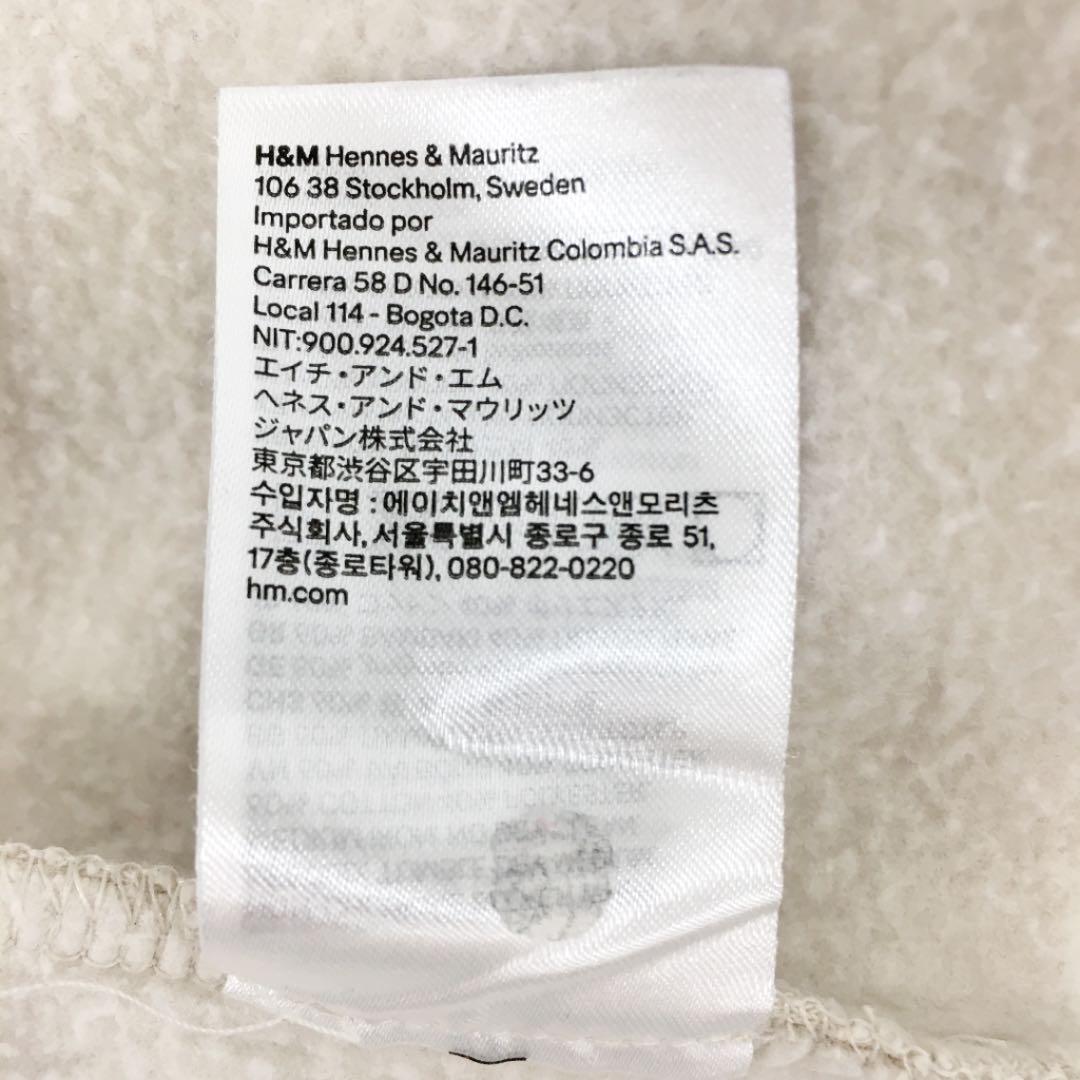 H&M Hennes & Mauritz
106 38 Stockholm, Sweden
Importado por
H&M Hennes & Mauritz Colombia S.A.S.
Carrera 58 D No. 146-51
Local 114 - Bogota D.C.
NIT:900.924.527-1
エイチ・アンド・エム
ヘネス・アンド・マウリッツ
ジャパン株式会社
東京都渋谷区宇田川町33-6
수입자명 : 에이치앤엠헤네스앤모리츠
주식회사, 서울특별시 종로구 종로 51,
17층(종로타워), 080-822-0220
hm.com